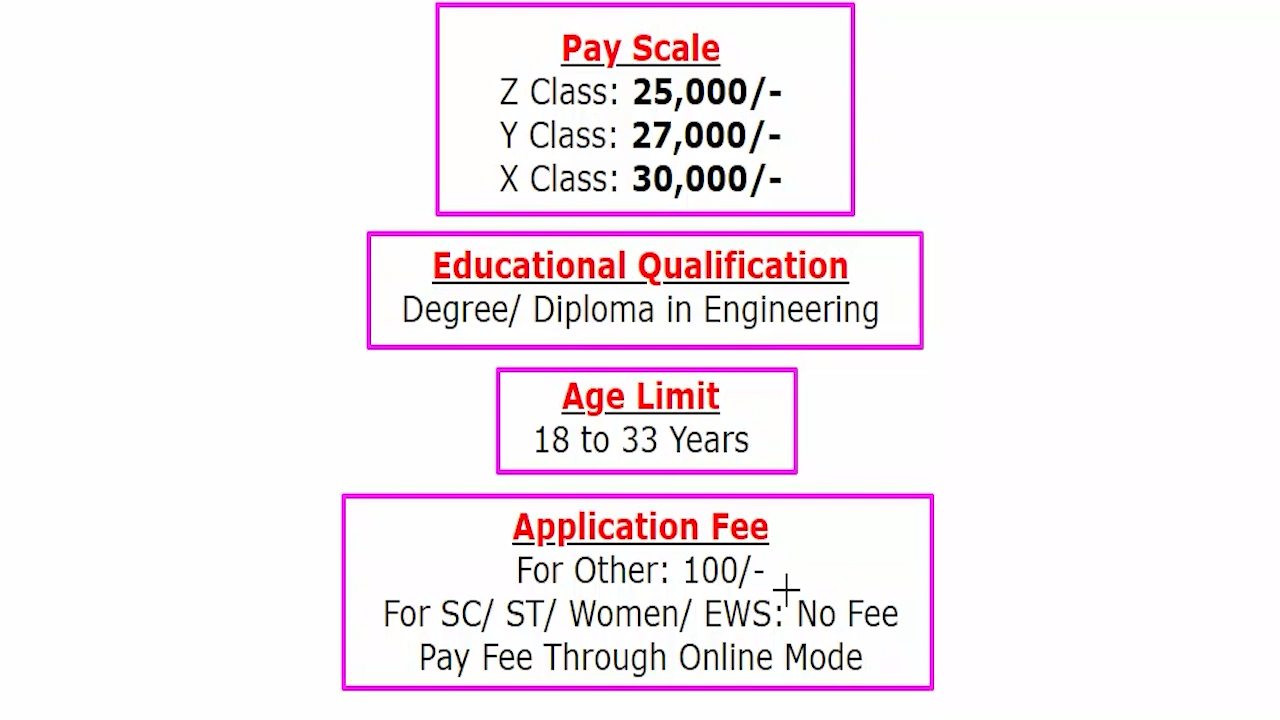 Pay Scale
Z Class: 25,000/-
Y Class: 27,000/-
X Class: 30,000/-
Educational Qualification
Degree/ Diploma in Engineering
Age Limit
18 to 33 Years
Application Fee
For Other: 100/-
For SC/ ST/ Women/ EWS: No Fee
Pay Fee Through Online Mode